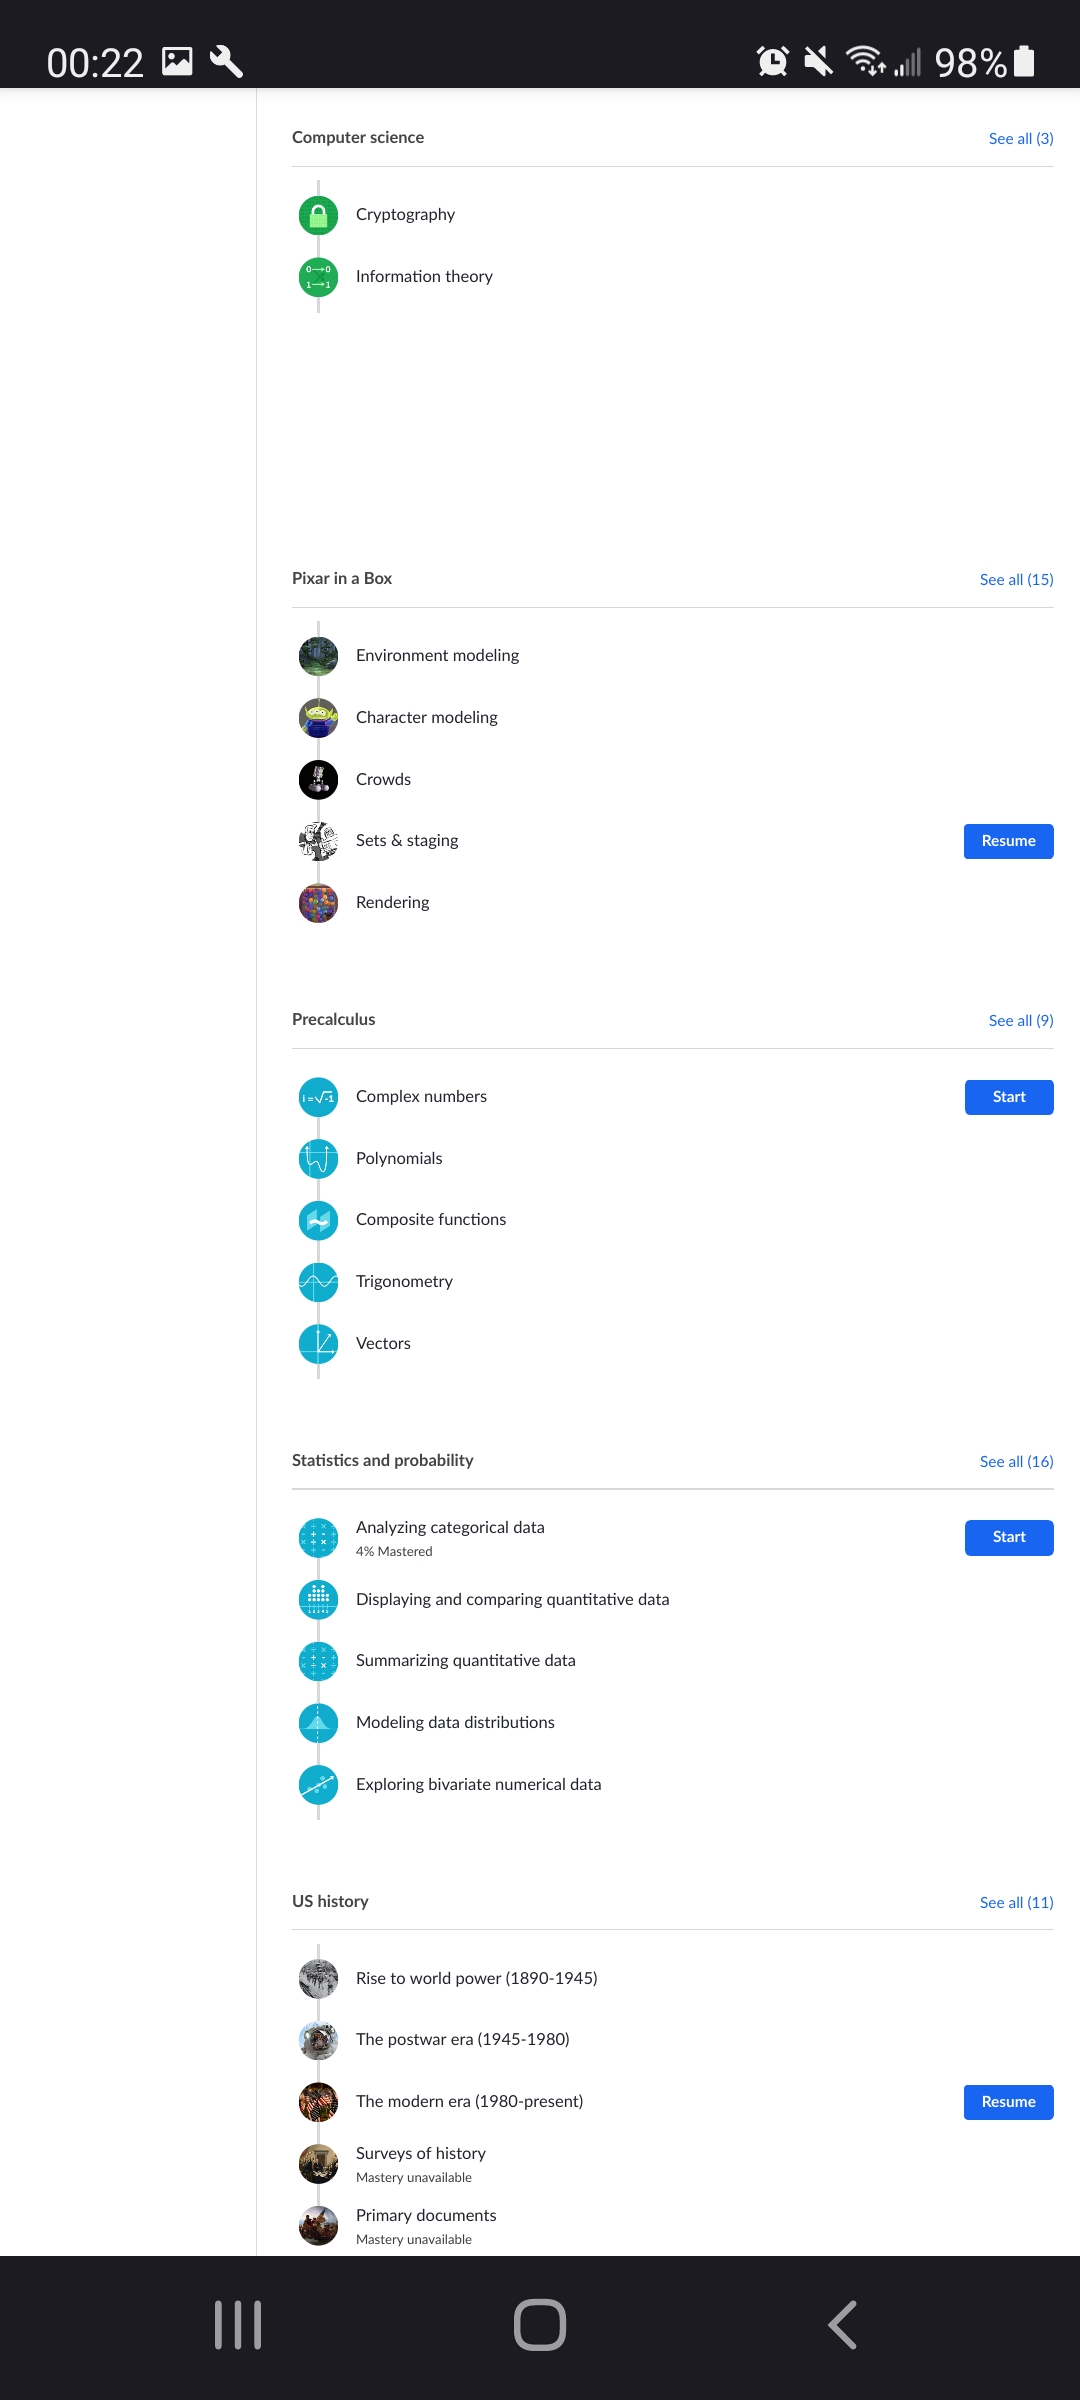 00:22
98%
Computer science
See all (3)
Cryptography
0→0
1→1
Information theory
Pixar in a Box
See all (15)
Environment modeling
Character modeling
Crowds
Sets & staging
Resume
Rendering
Precalculus
See all (9)
i=√-1
Complex numbers
Start
Polynomials
Composite functions
Trigonometry
Vectors
Statistics and probability
See all (16)
Analyzing categorical data
4% Mastered
Start
Displaying and comparing quantitative data
Summarizing quantitative data
Modeling data distributions
Exploring bivariate numerical data
US history
See all (11)
Rise to world power (1890-1945)
The postwar era (1945-1980)
The modern era (1980-present)
Resume
Surveys of history
Mastery unavailable
Primary documents
Mastery unavailable